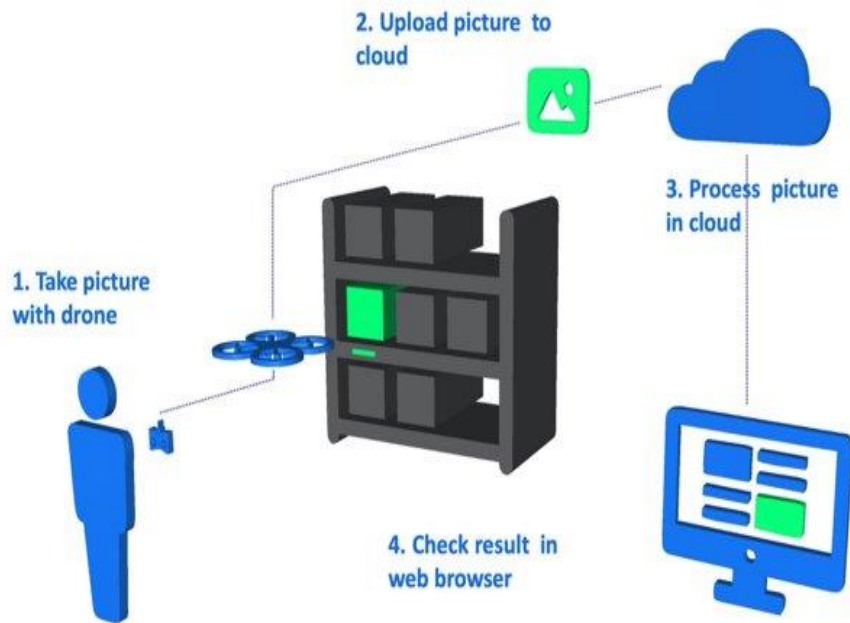 1. Take picture
with drone
2. Upload picture to
cloud
3. Process picture
in cloud
4. Check result in
web browser